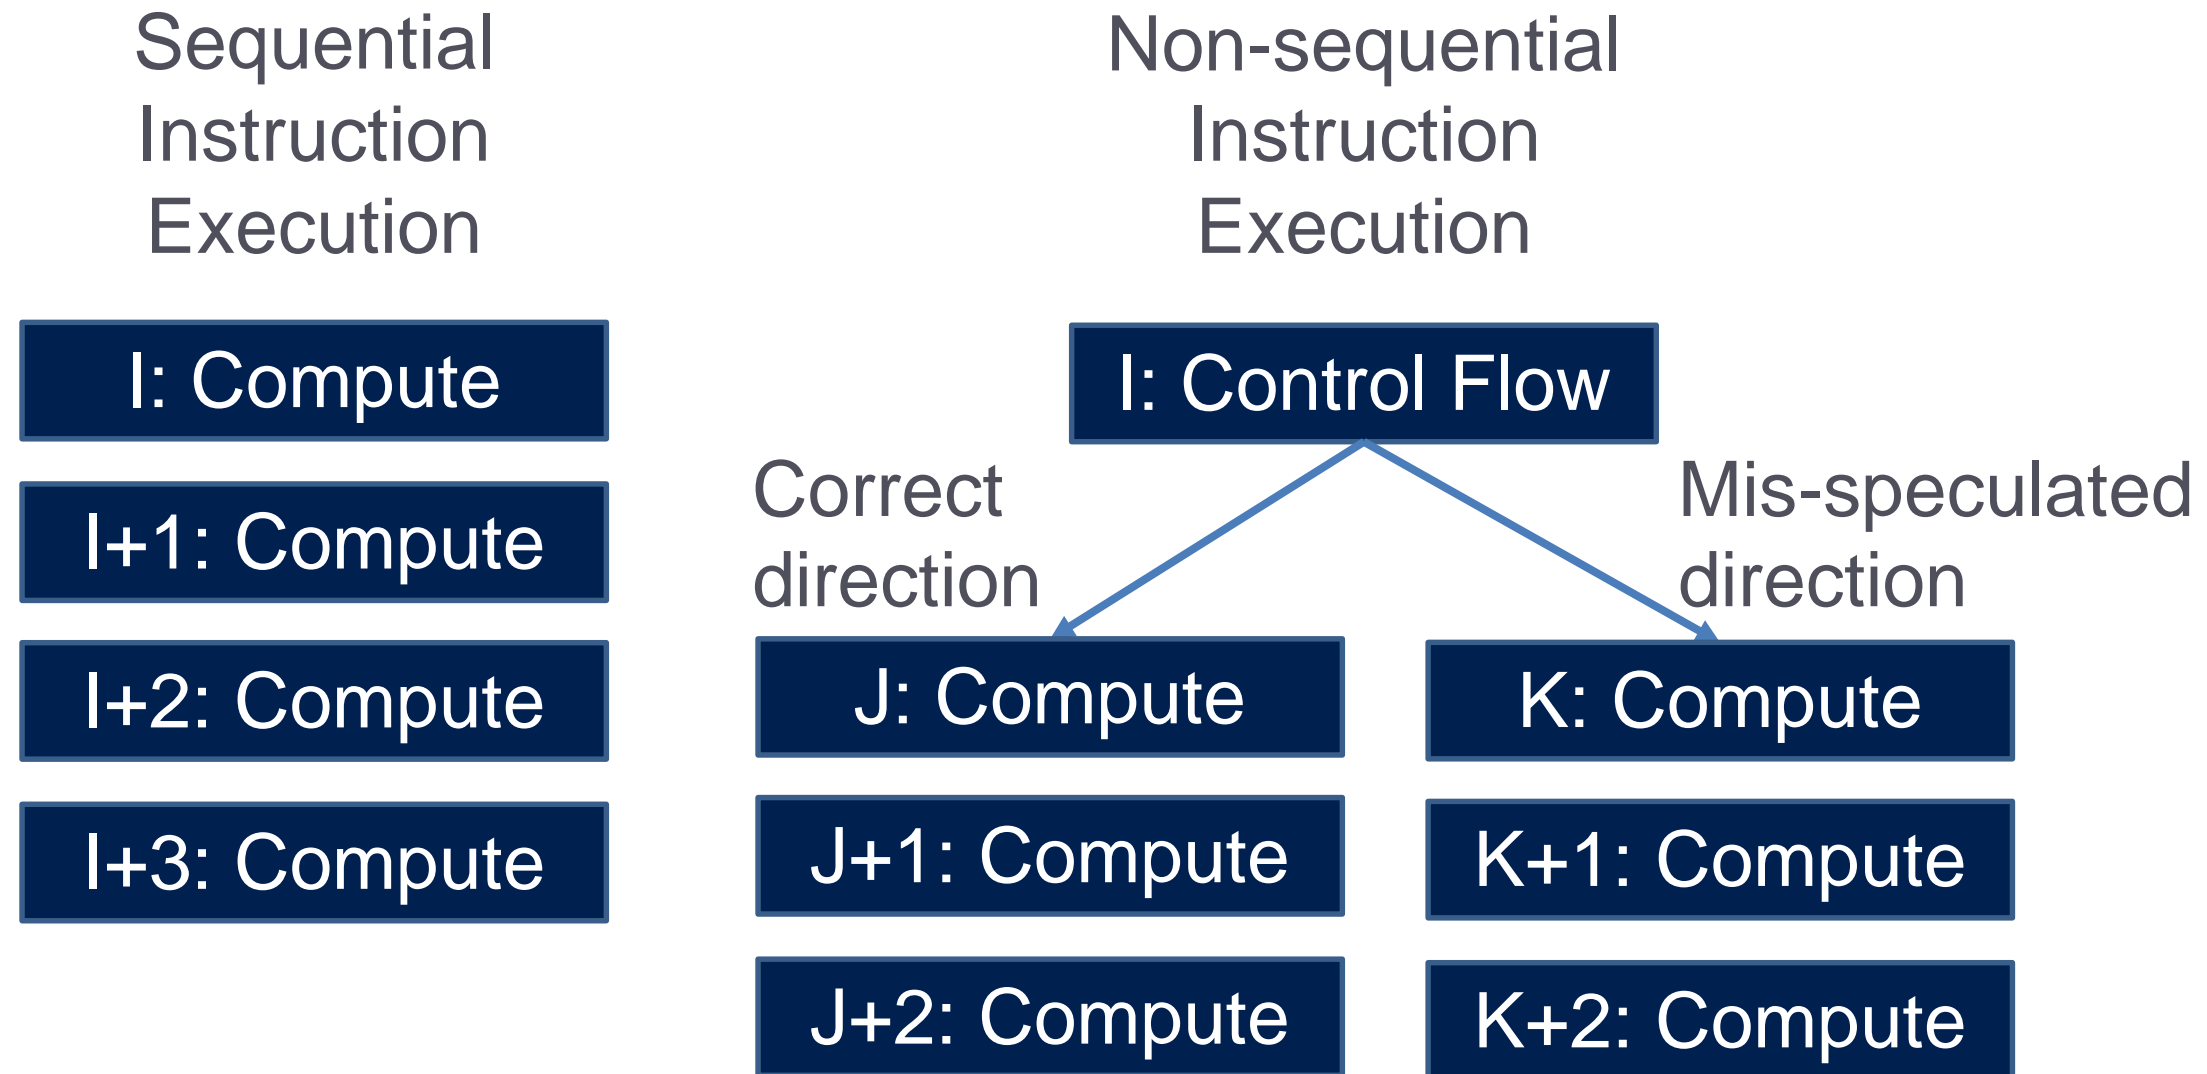 Sequential
Instruction
Execution
I: Compute
I+1: Compute
I+2: Compute
I+3: Compute
Non-sequential
Instruction
Execution
I: Control Flow
Correct
direction
Mis-speculated
direction
J: Compute
J+1: Compute
J+2: Compute
K: Compute
K+1: Compute
K+2: Compute